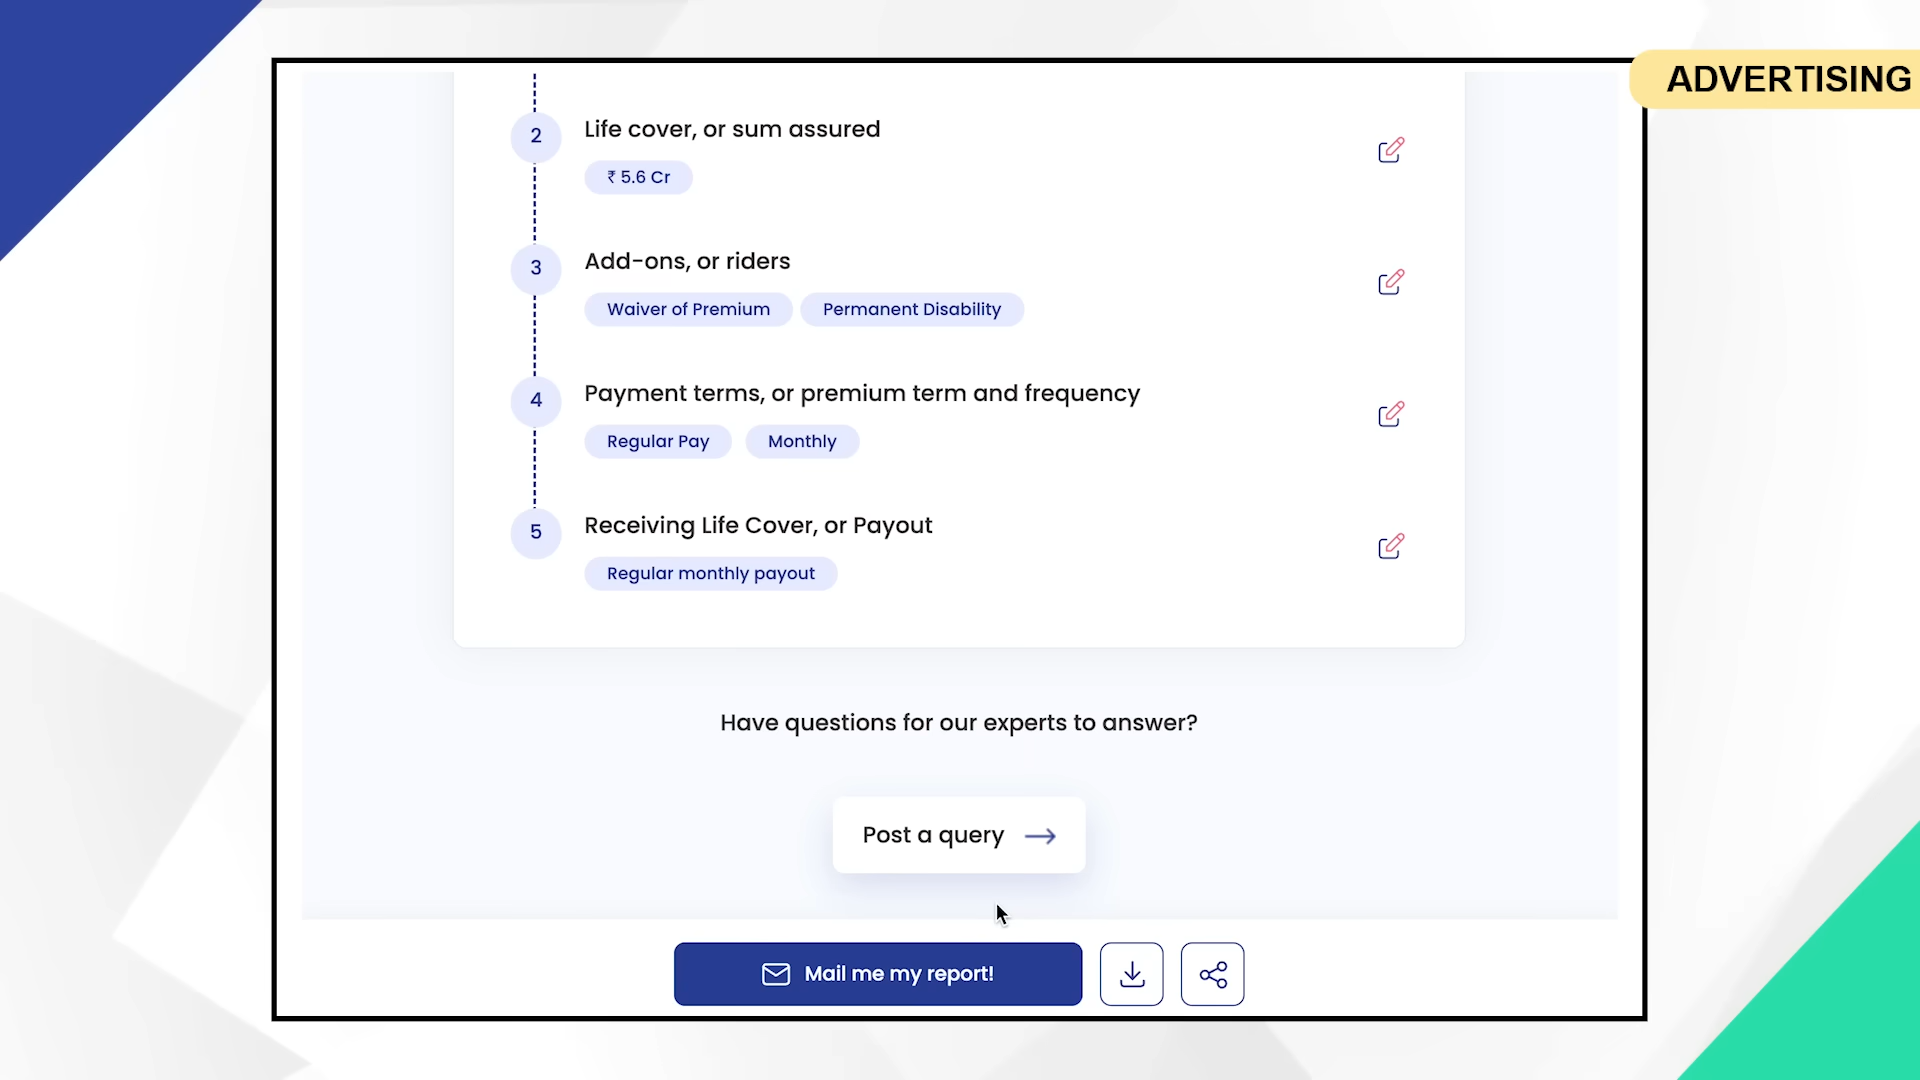 ADVERTISING
2
Life cover, or sum assured
₹ 5.6 Cr
3
Add-ons, or riders
Waiver of Premium Permanent Disability
4
Payment terms, or premium term and frequency
Regular Pay Monthly
5
Receiving Life Cover, or Payout
Regular monthly payout
Have questions for our experts to answer?
Post a query
Mail me my report!